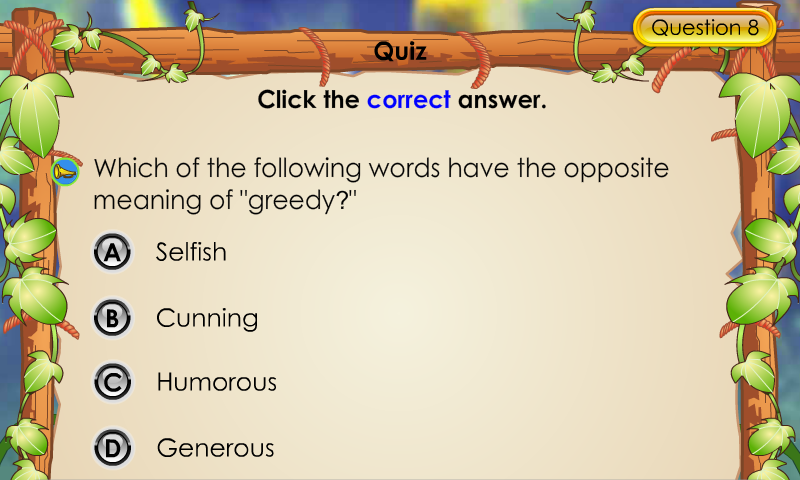 Question 8
Quiz
Click the correct answer.
Which of the following words have the opposite
meaning of "greedy?"
A Selfish
B Cunning
C Humorous
D Generous